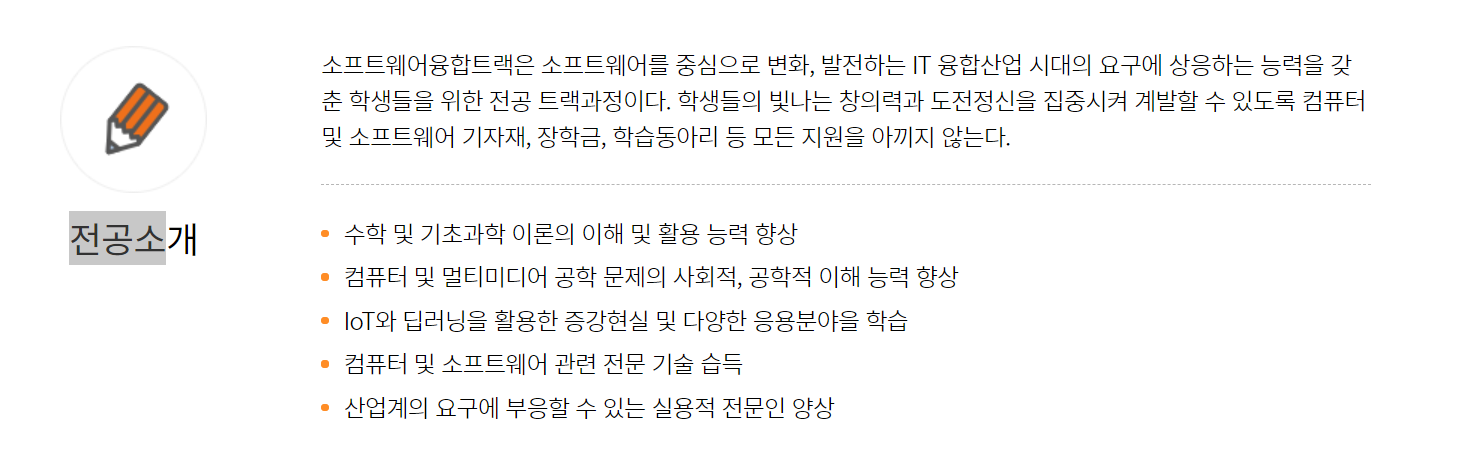 소프트웨어융합트랙은 소프트웨어를 중심으로 변화, 발전하는 IT 융합산업 시대의 요구에 상응하는 능력을 갖
춘 학생들을 위한 전공 트랙과정이다. 학생들의 빛나는 창의력과 도전정신을 집중시켜 계발할 수 있도록 컴퓨터
및 소프트웨어 기자재, 장학금, 학습동아리 등 모든 지원을 아끼지 않는다.
전공소개
수학 및 기초과학 이론의 이해 및 활용 능력 향상
컴퓨터 및 멀티미디어 공학 문제의 사회적, 공학적 이해 능력 향상
IoT와 딥러닝을 활용한 증강현실 및 다양한 응용분야을 학습
컴퓨터 및 소프트웨어 관련 전문 기술 습득
산업계의 요구에 부응할 수 있는 실용적 전문인 양상